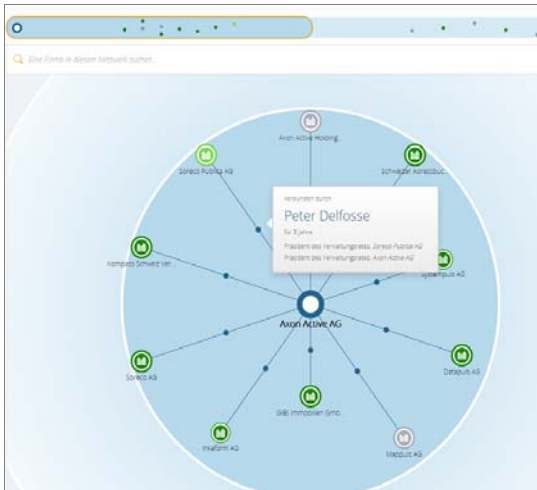 Eine Firma in diesem Netzwerk suchen...
Axon Active Holding...
Soreco Publica AG
Schweizer Adressbuc...
Verbunden durch
Peter Delfosse
für 8 Jahre
Präsident des Verwaltungsrates, Soreco Publica AG
Präsident des Verwaltungsrates, Axon Active AG
Kompass Schweiz Ver...
AG
Axon Active AG
Soreco AG
Datapuls AG
GIBI Immobilien Gmb...
Inkaform AG
Mappuls AG